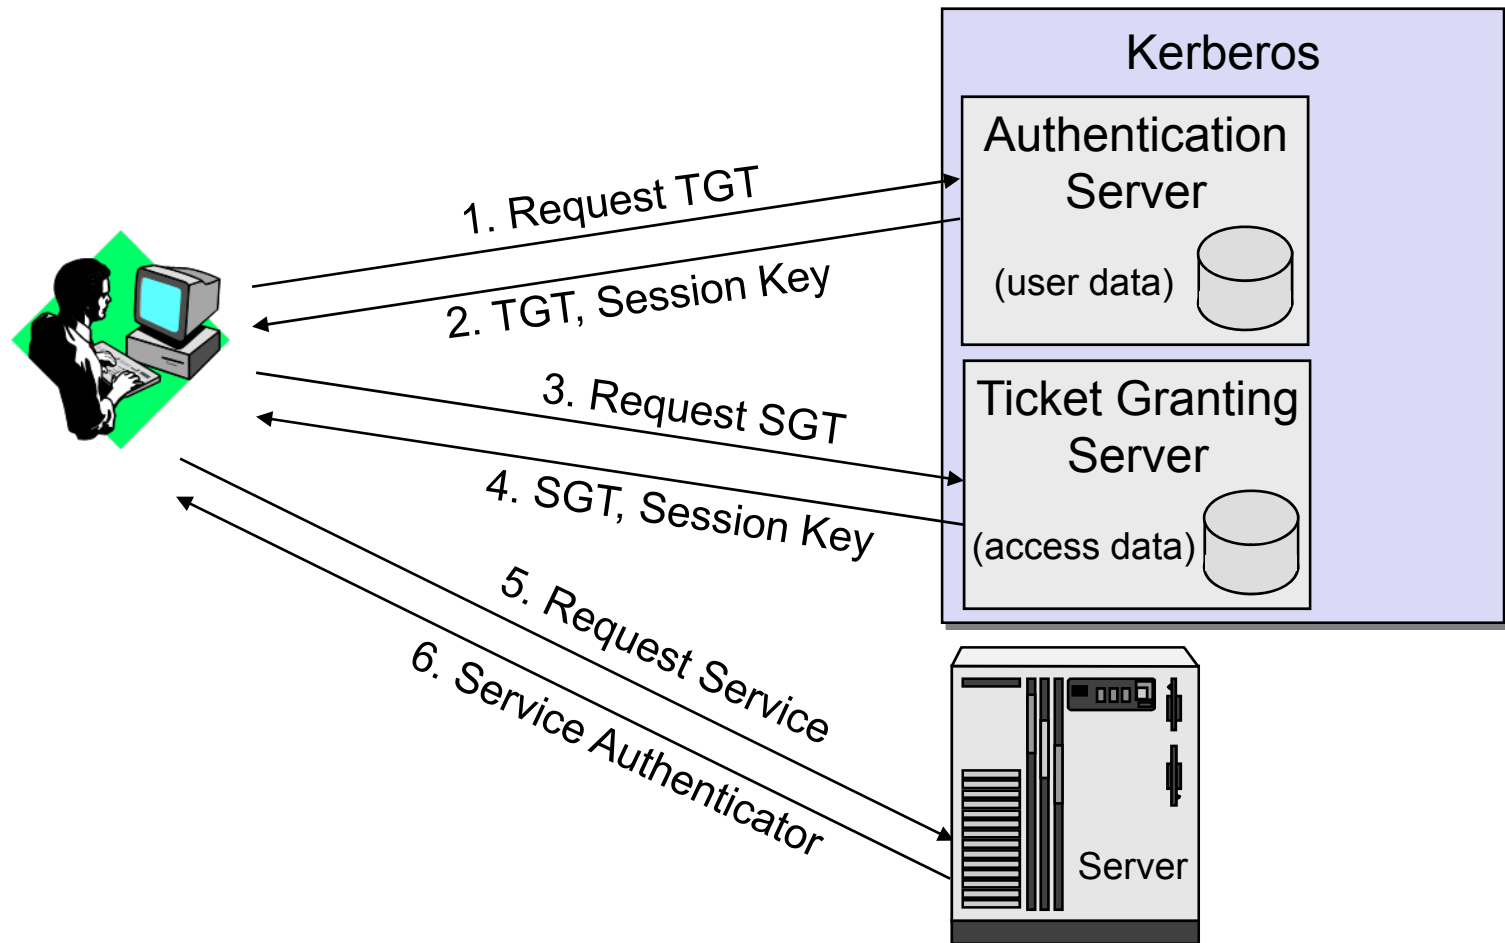 Kerberos
Authentication
Server
(user data)
1. Request TGT
2. TGT, Session Key
3. Request SGT
4. SGT, Session Key
Ticket Granting
Server
(access data)
5. Request Service
6. Service Authenticator
Server